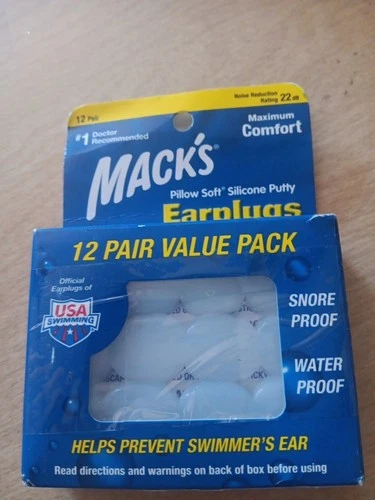 Noise Reduction
Rating 22 dB
12 Pair
#1 Doctor
Recommended
Maximum
Comfort
MACK'S
Pillow Soft® Silicone Putty
Earplugs
12 PAIR VALUE PACK
Official
Earplugs of
USA
SWIMMING
SNORE
PROOF
WATER
PROOF
HELPS PREVENT SWIMMER'S EAR
Read directions and warnings on back of box before using